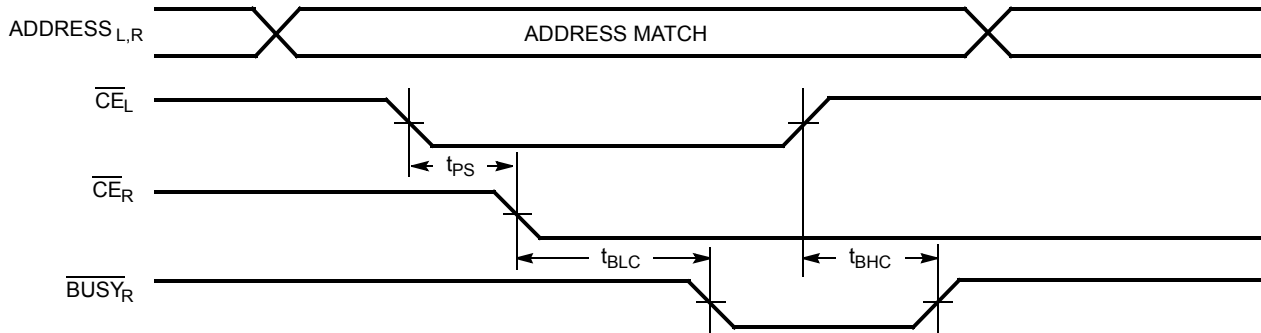 ADDRESS L,R
ADDRESS MATCH
CEL
tPS
CER
tBLC
tBHC
BUSYR